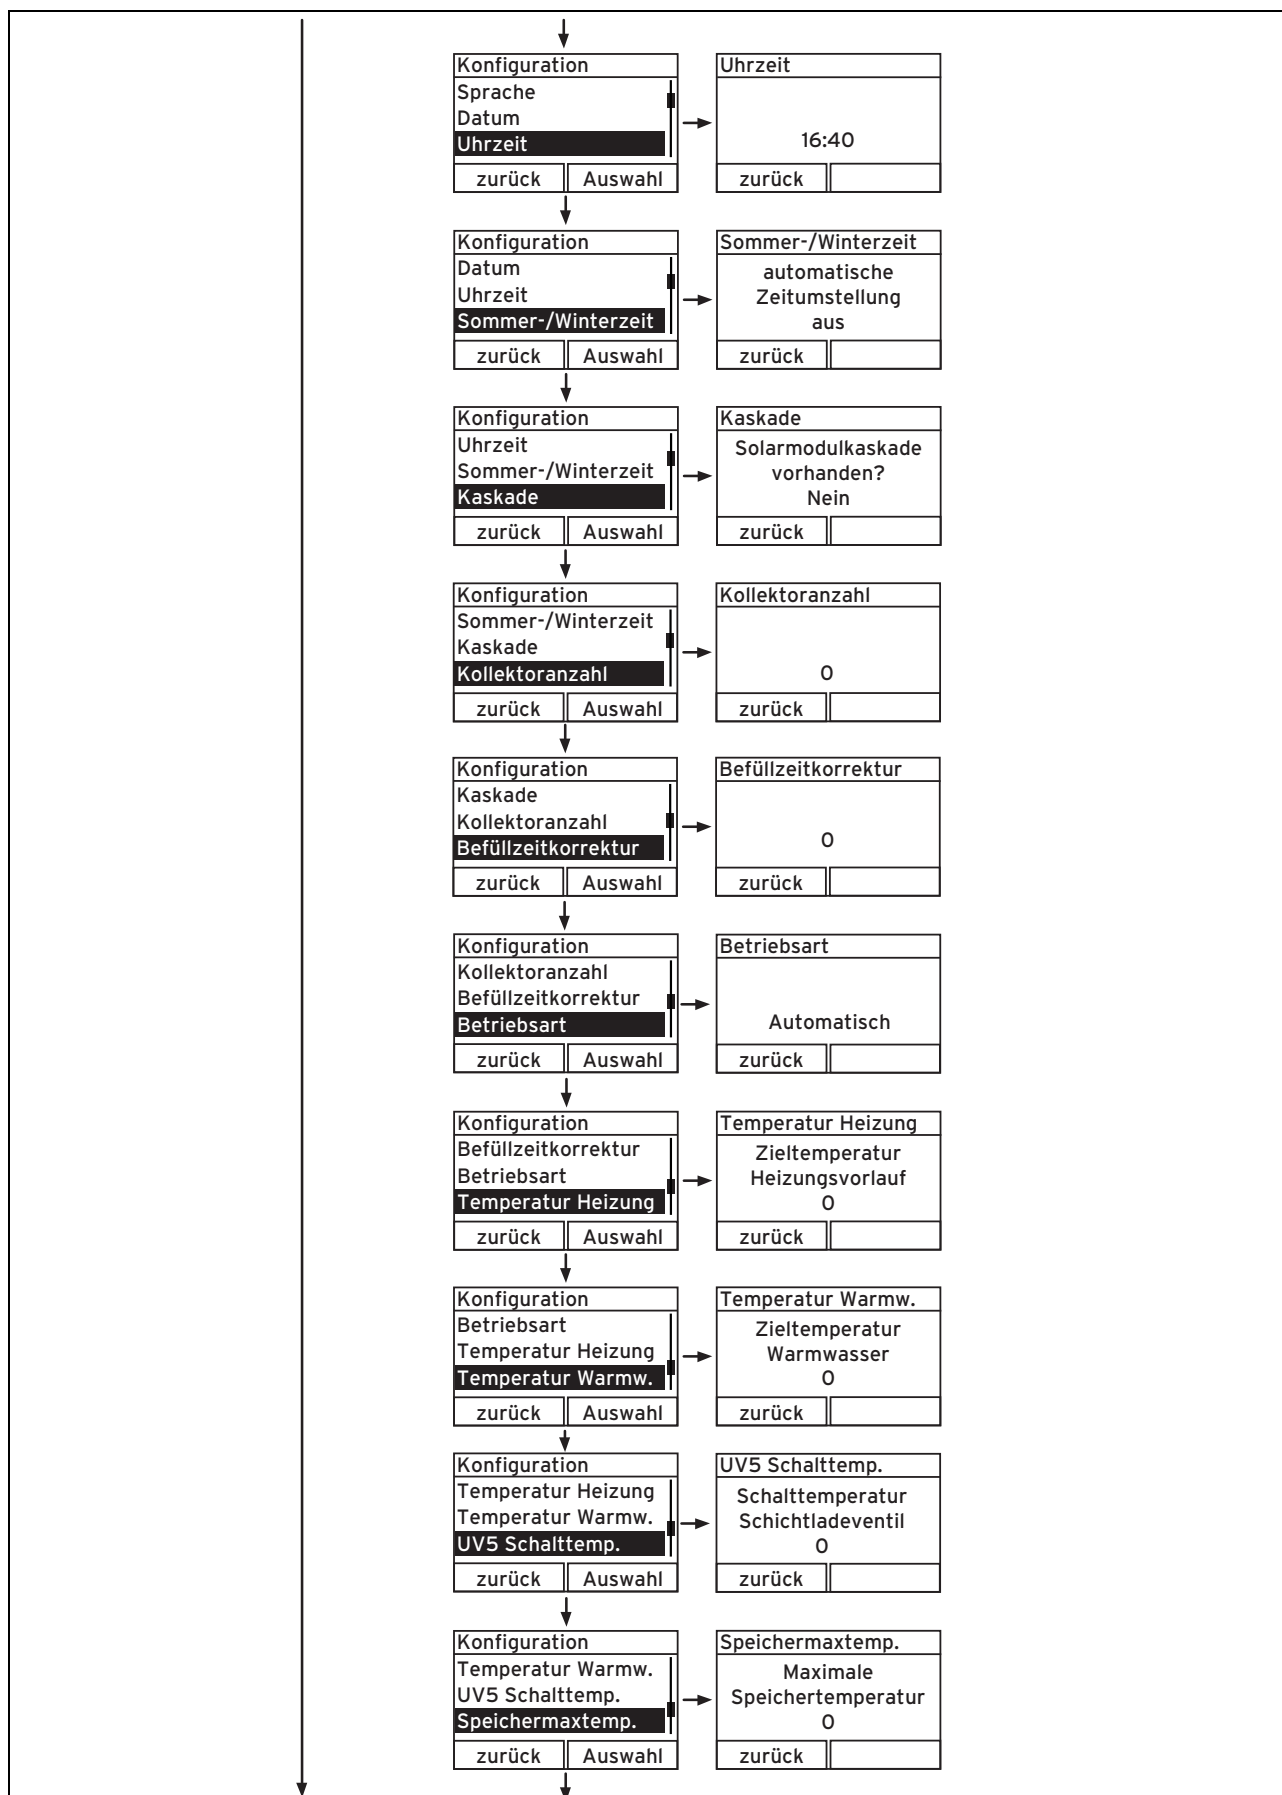 Konfiguration
Sprache
Datum
Uhrzeit
zurück Auswahl
Uhrzeit
16:40
zurück
Konfiguration
Datum
Uhrzeit
Sommer-/Winterzeit
zurück Auswahl
Sommer-/Winterzeit
automatische
Zeitumstellung
aus
zurück
Konfiguration
Uhrzeit
Sommer-/Winterzeit
Kaskade
zurück Auswahl
Kaskade
Solarmodulkaskade
vorhanden?
Nein
zurück
Konfiguration
Sommer-/Winterzeit
Kaskade
Kollektoranzahl
zurück Auswahl
Kollektoranzahl
0
zurück
Konfiguration
Kaskade
Kollektoranzahl
Befüllzeitkorrektur
zurück Auswahl
Befüllzeitkorrektur
0
zurück
Konfiguration
Kollektoranzahl
Befüllzeitkorrektur
Betriebsart
zurück Auswahl
Betriebsart
Automatisch
zurück
Konfiguration
Befüllzeitkorrektur
Betriebsart
Temperatur Heizung
zurück Auswahl
Temperatur Heizung
Zieltemperatur
Heizungsvorlauf
0
zurück
Konfiguration
Betriebsart
Temperatur Heizung
Temperatur Warmw.
zurück Auswahl
Temperatur Warmw.
Zieltemperatur
Warmwasser
0
zurück
Konfiguration
Temperatur Heizung
Temperatur Warmw.
UV5 Schalttemp.
zurück Auswahl
UV5 Schalttemp.
Schalttemperatur
Schichtladeventil
0
zurück
Konfiguration
Temperatur Warmw.
UV5 Schalttemp.
Speichermaxtemp.
zurück Auswahl
Speichermaxtemp.
Maximale
Speichertemperatur
0
zurück